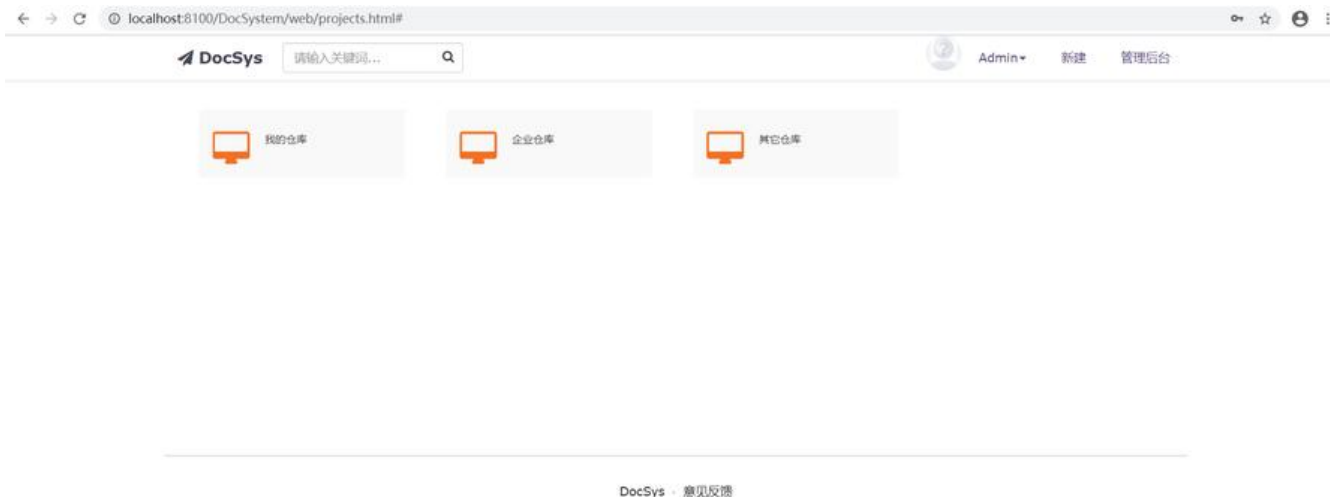 localhost:8100/DocSystem/web/projects.html#
DocSys 请输入关键词... Admin 新建 管理后台
我的仓库 企业仓库 其它仓库
DocSys · 意见反馈